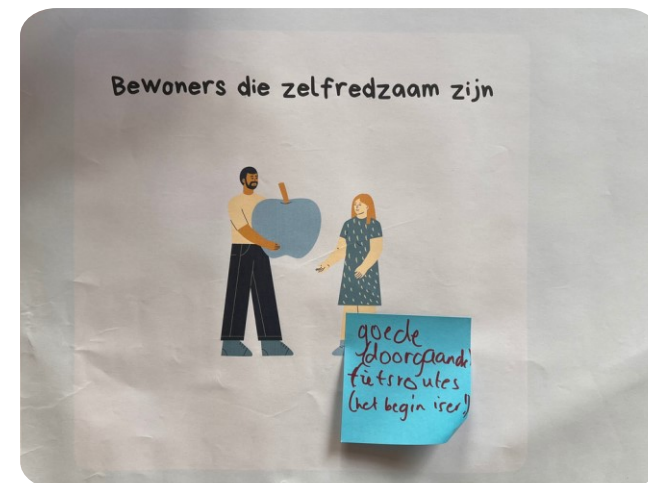 Bewoners die zelfredzaam zijn
goede
(doorgaande)
fietsroutes
(het begin is er!)